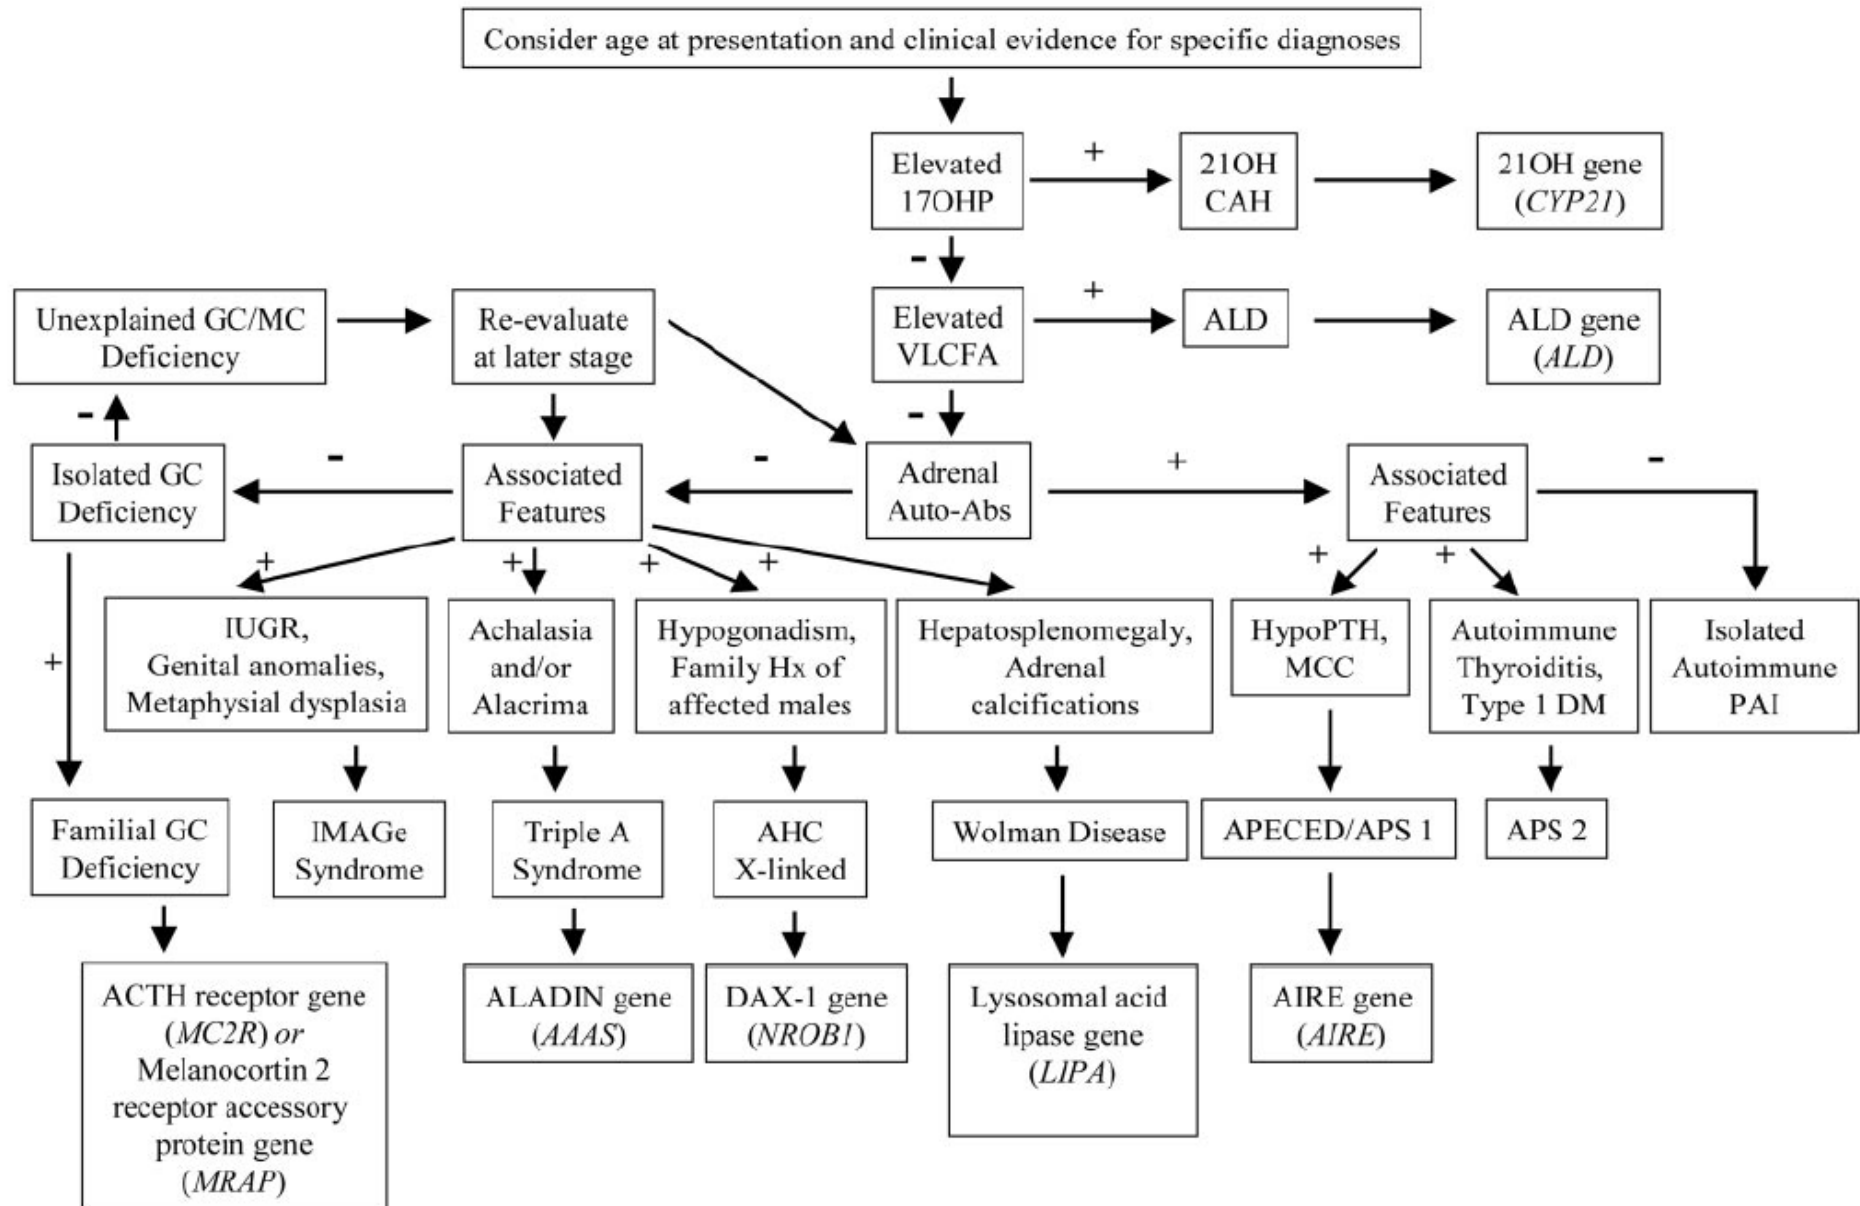 Consider age at presentation and clinical evidence for specific diagnoses
Elevated
17OHP
+
21OH
CAH
21OH gene
(CYP21)
-
Unexplained GC/MC
Deficiency
Re-evaluate
at later stage
Elevated
VLCFA
+
ALD
ALD gene
(ALD)
-
-
Isolated GC
Deficiency
-
Associated
Features
-
Adrenal
Auto-Abs
+
Associated
Features
-
+
+
+
+
+
+
+
IUGR,
Genital anomalies,
Metaphysial dysplasia
Achalasia
and/or
Alacrima
Hypogonadism,
Family Hx of
affected males
Hepatosplenomegaly,
Adrenal
calcifications
HypoPTH,
MCC
Autoimmune
Thyroiditis,
Type 1 DM
Isolated
Autoimmune
PAI
Familial GC
Deficiency
IMAGe
Syndrome
Triple A
Syndrome
AHC
X-linked
Wolman Disease
APECED/APS 1
APS 2
ACTH receptor gene
(MC2R) or
Melanocortin 2
receptor accessory
protein gene
(MRAP)
ALADIN gene
(AAAS)
DAX-1 gene
(NROB1)
Lysosomal acid
lipase gene
(LIPA)
AIRE gene
(AIRE)